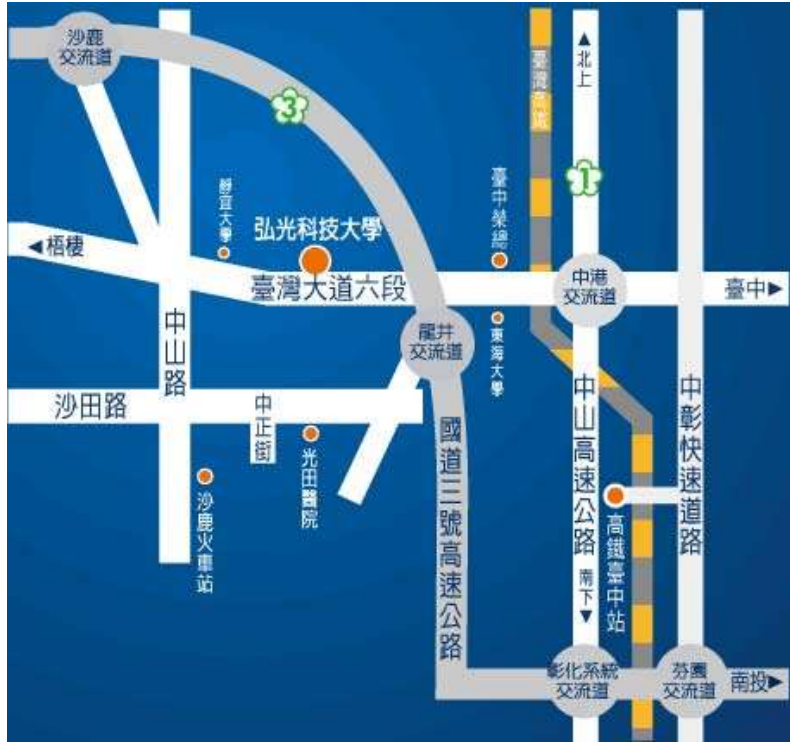 沙鹿
交流道
3
臺灣高鐵
▲北上
1
靜宜大學
弘光科技大學
臺中榮總
◀梧棲
臺灣大道六段
中港
交流道
臺中▶
中山路
龍井
交流道
東海大學
沙田路
中正街
光田醫院
沙鹿火車站
國道三號高速公路
中山高速公路
中彰快速道路
高鐵臺中站
南下▼
彰化系統
交流道
芬園
交流道
南投▶